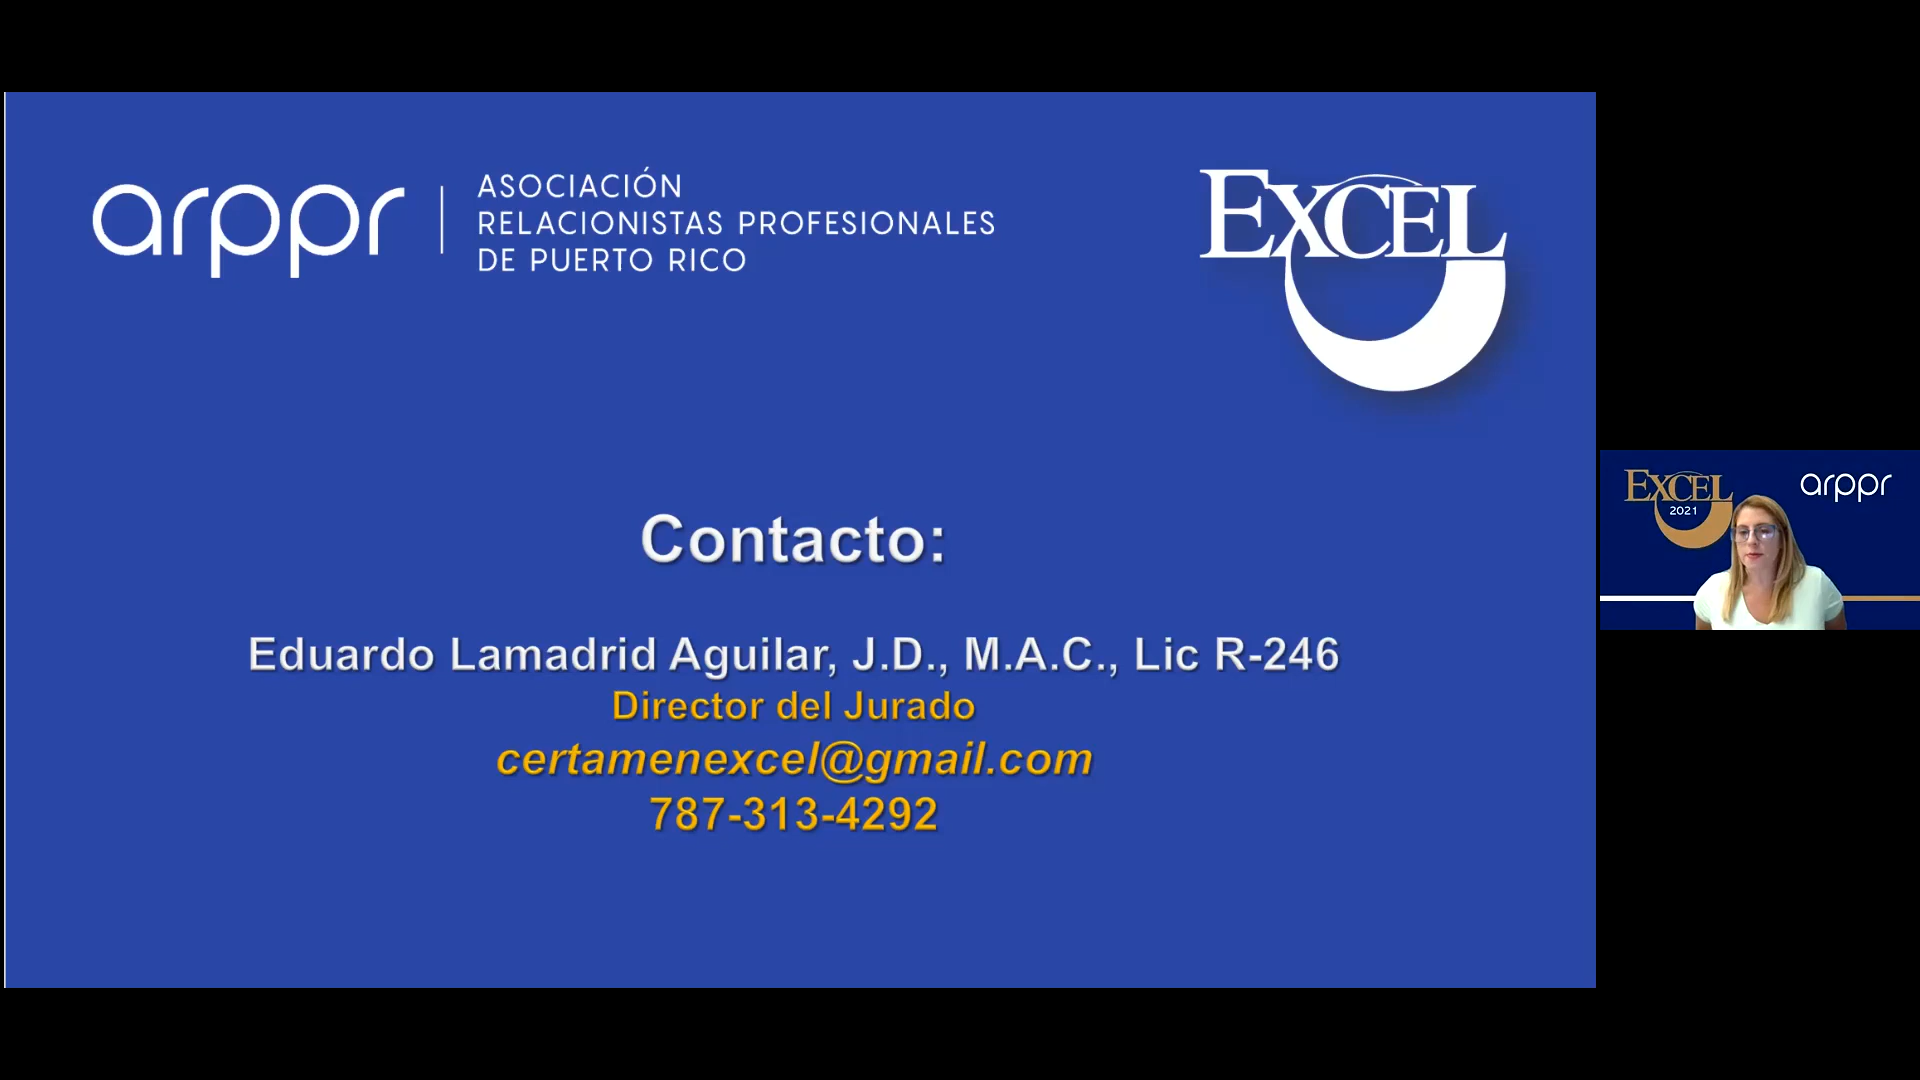 arppr
ASOCIACIÓN
RELACIONISTAS PROFESIONALES
DE PUERTO RICO
EXCEL
Contacto:
Eduardo Lamadrid Aguilar, J.D., M.A.C., Lic R-246
Director del Jurado
certamenexcel@gmail.com
787-313-4292
EXCEL
2021
arppr